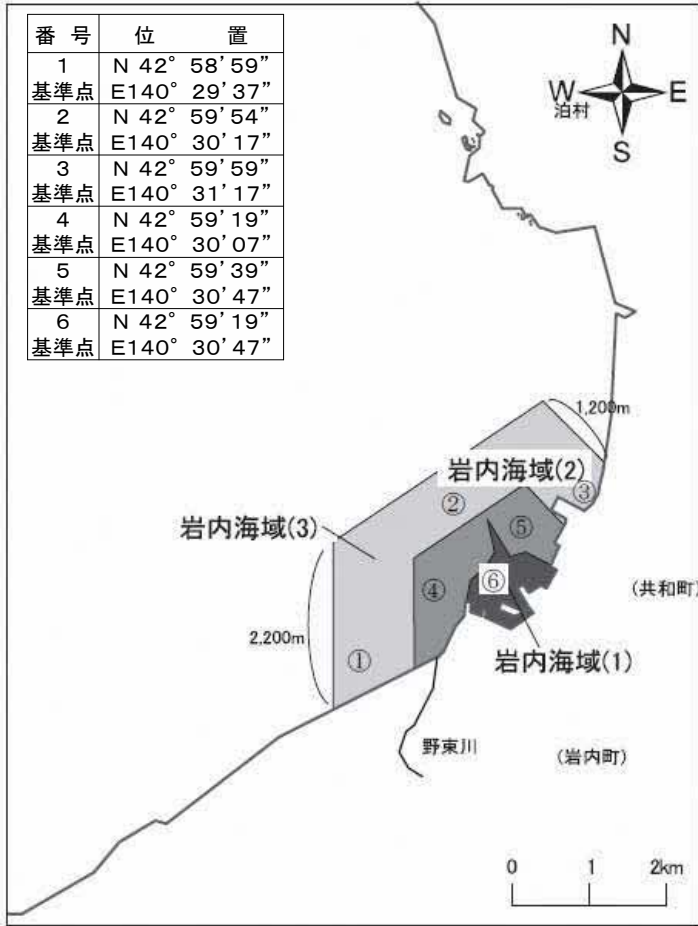 番 号 位 置
1 N 42° 58’59”
基準点 E140° 29’37”
2 N 42° 59’54”
基準点 E140° 30’17”
3 N 42° 59’59”
基準点 E140° 31’17”
4 N 42° 59’19”
基準点 E140° 30’07”
5 N 42° 59’39”
基準点 E140° 30’47”
6 N 42° 59’19”
基準点 E140° 30’47”
N
W E
泊村
S
1,200m
岩内海域(2)
③
②
岩内海域(3)
⑤
⑥
④
(共和町)
2,200m
①
岩内海域(1)
野束川
(岩内町)
0 1 2km